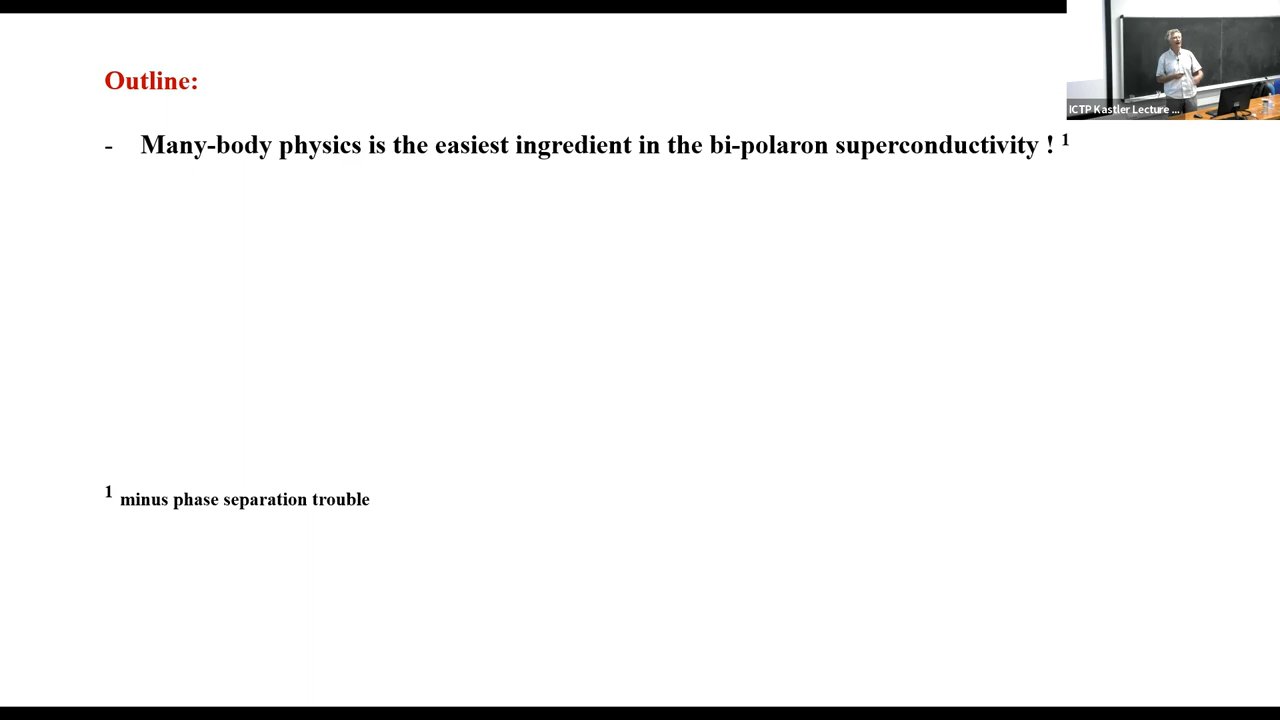 Outline:
- Many-body physics is the easiest ingredient in the bi-polaron superconductivity ! 1
1 minus phase separation trouble
ICTP Kastler Lecture ...